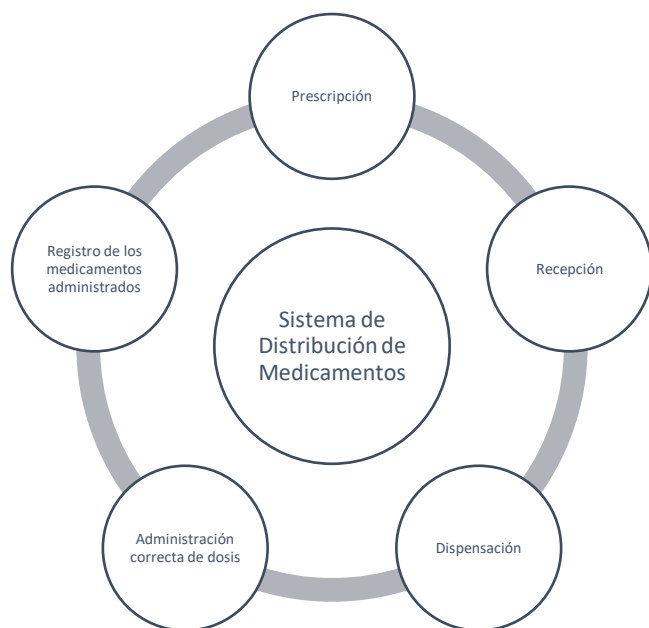 Prescripción
Registro de los
medicamentos
administrados
Recepción
Sistema de
Distribución de
Medicamentos
Administración
correcta de dosis
Dispensación